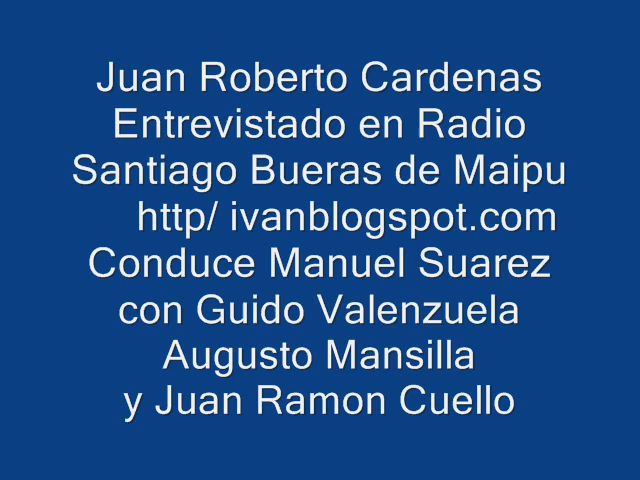 Juan Roberto Cardenas
Entrevistado en Radio
Santiago Bueras de Maipu
http/ ivanblogspot.com
Conduce Manuel Suarez
con Guido Valenzuela
Augusto Mansilla
y Juan Ramon Cuello